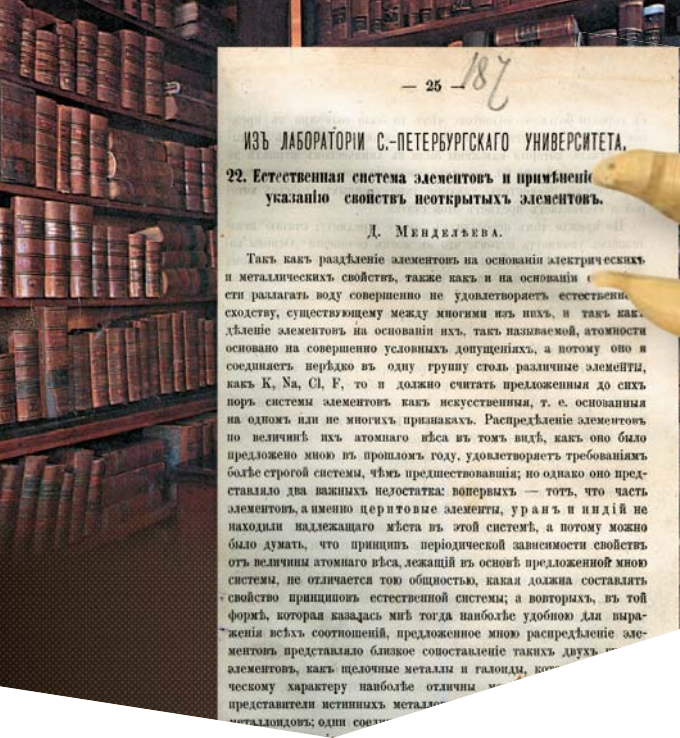 — 25 —
187
ИЗЪ ЛАБОРАТОРІИ С.-ПЕТЕРБУРГСКАГО УНИВЕРСИТЕТА.
22. Естественная система элементовъ и примѣненіе
указанію свойствъ неоткрытыхъ элементовъ.
Д. Менделѣева.
Такъ какъ раздѣленіе элементовъ на основаніи электрическихъ
и металлическихъ свойствъ, также какъ и на основаніи
сти разлагать воду совершенно не удовлетворяетъ естествен
сходству, существующему между многими изъ нихъ, и такъ какъ
дѣленіе элементовъ на основаніи ихъ, такъ называемой, атомности
основано на совершенно условныхъ допущеніяхъ, а потому оно и
соединяетъ нерѣдко въ одну группу столь различные элементы,
какъ K, Na, Cl, F, то и должно считать предложенныя до сихъ
поръ системы элементовъ какъ искусственныя, т. е. основанныя
на одномъ или не многихъ признакахъ. Распредѣленіе элементовъ
по величинѣ ихъ атомнаго вѣса въ томъ видѣ, какъ оно было
предложено мною въ прошломъ году, удовлетворяетъ требованіямъ
болѣе строгой системы, чѣмъ предшествовавшія; но однако оно пред-
ставляло два важныхъ недостатка: вопервыхъ — тотъ, что часть
элементовъ, а именно церитовые элементы, уранъ и индій не
находили надлежащаго мѣста въ этой системѣ, а потому можно
было думать, что принципъ періодической зависимости свойствъ
отъ величины атомнаго вѣса, лежащій въ основѣ предложенной мною
системы, не отличается тою общностью, какая должна составлять
свойство принциповъ естественной системы; а вовторыхъ, въ той
формѣ, которая казалась мнѣ тогда наиболѣе удобною для выра-
женія всѣхъ соотношеній, предложенное мною распредѣленіе эле-
ментовъ представляло близкое сопоставленіе такихъ двухъ
элементовъ, какъ щелочные металлы и галоиды,
ческому характеру наиболѣе отличны
представители истинныхъ
металлоидовъ; одни